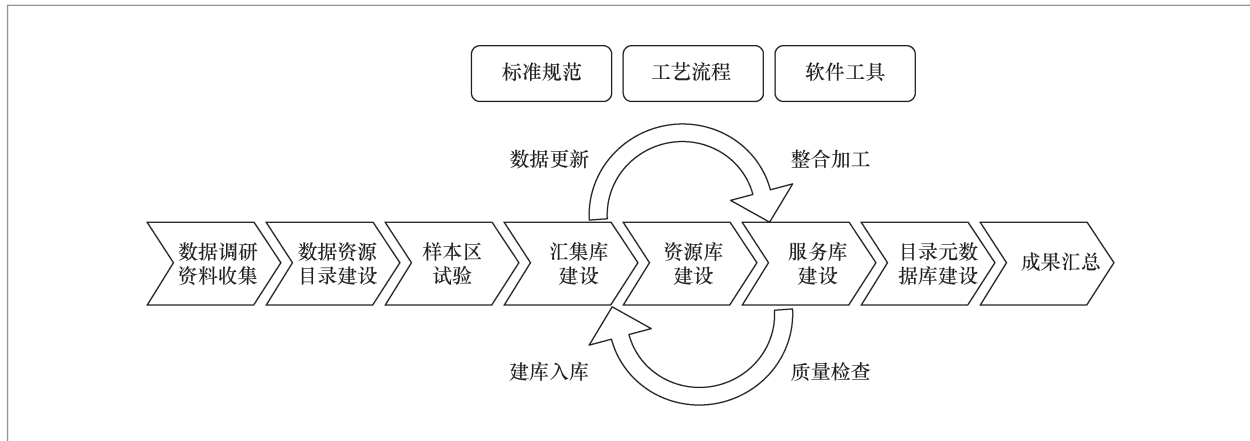 标准规范
工艺流程
软件工具
数据更新
整合加工
数据调研
资料收集
数据资源
目录建设
样本区
试验
汇集库
建设
资源库
建设
服务库
建设
目录元数
据库建设
成果汇总
建库入库
质量检查